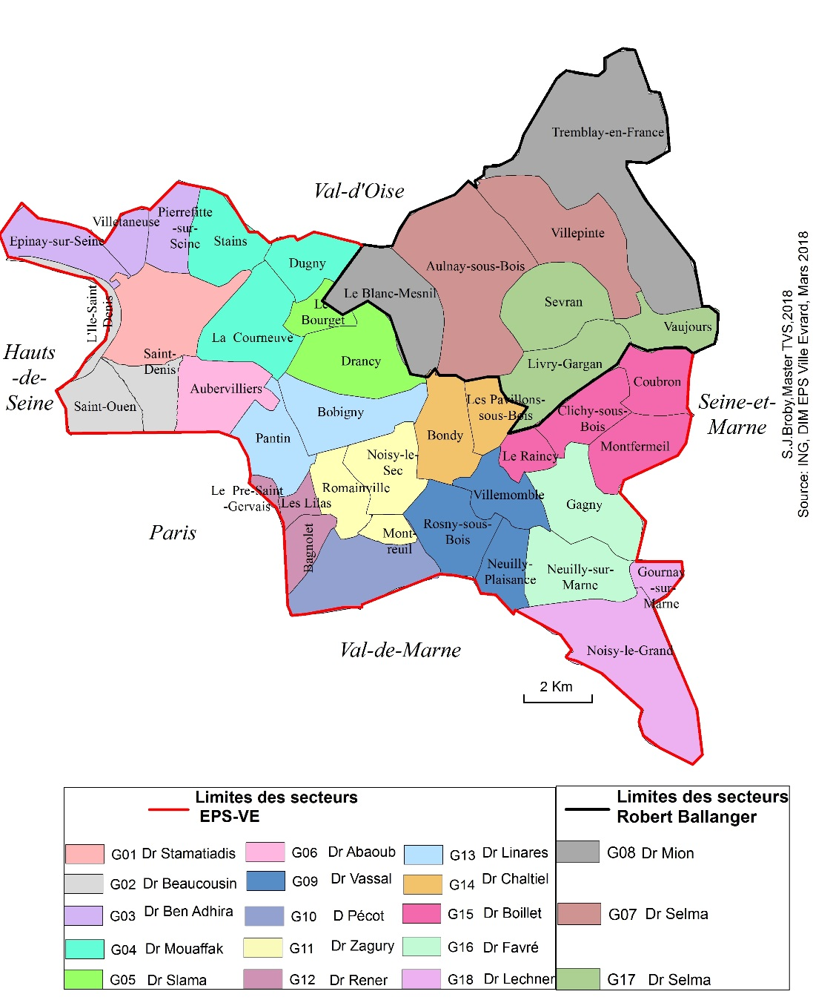 Tremblay-en-France
Val-d'Oise
Pierrefitte
-sur-
Seine
Villetaneuse
Epinay-sur-Seine
Stains
Villepinte
Dugny
Aulnay-sous-Bois
Le Blanc-Mesnil
L'Ile-Saint
Denis
Le
Bourget
Sevran
Vaujours
La Courneuve
Hauts
-de-
Seine
Saint-
Denis
Drancy
Livry-Gargan
Coubron
Aubervilliers
Saint-Ouen
Bobigny
Les Pavillons-
sous-Bois
Clichy-sous-
Bois
Seine-et-
Marne
Pantin
Bondy
Montfermeil
Noisy-le-
Sec
Le Raincy
Le Pre-Saint
-Gervais
Les Lilas
Romainville
Villemomble
Gagny
Paris
Bagnolet
Mont-
reuil
Rosny-sous-
Bois
Neuilly-
Plaisance
Neuilly-sur-
Marne
Gournay
-sur-
Marne
Val-de-Marne
Noisy-le-Grand
2 Km
S.J.Broby,Master TVS,2018
Source: ING, DIM EPS Ville Evrard, Mars 2018
Limites des secteurs
EPS-VE
G01 Dr Stamatiadis
G02 Dr Beaucousin
G03 Dr Ben Adhira
G04 Dr Mouaffak
G05 Dr Slama
G06 Dr Abaoub
G09 Dr Vassal
G10 D Pécot
G11 Dr Zagury
G12 Dr Rener
G13 Dr Linares
G14 Dr Chaltiel
G15 Dr Boillet
G16 Dr Favré
G18 Dr Lechner
Limites des secteurs
Robert Ballanger
G08 Dr Mion
G07 Dr Selma
G17 Dr Selma